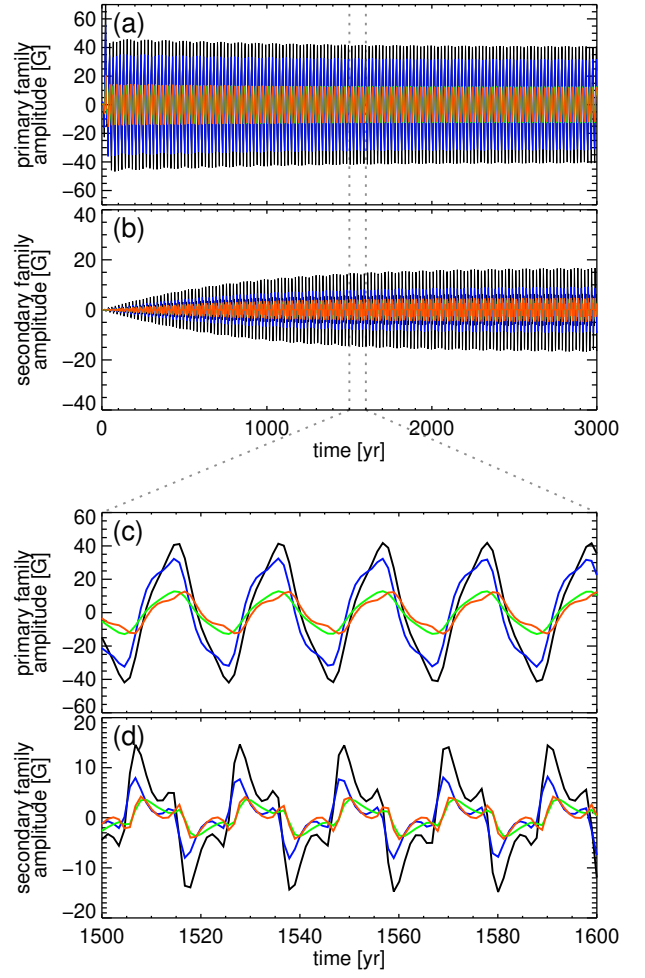 (a)
primary family
amplitude [G]
60
40
20
0
−20
−40
−60
(b)
secondary family
amplitude [G]
40
20
0
−20
−40
0 1000 2000 3000
time [yr]
(c)
primary family
amplitude [G]
60
40
20
0
−20
−40
−60
(d)
secondary family
amplitude [G]
20
10
0
−10
−20
1500 1520 1540 1560 1580 1600
time [yr]